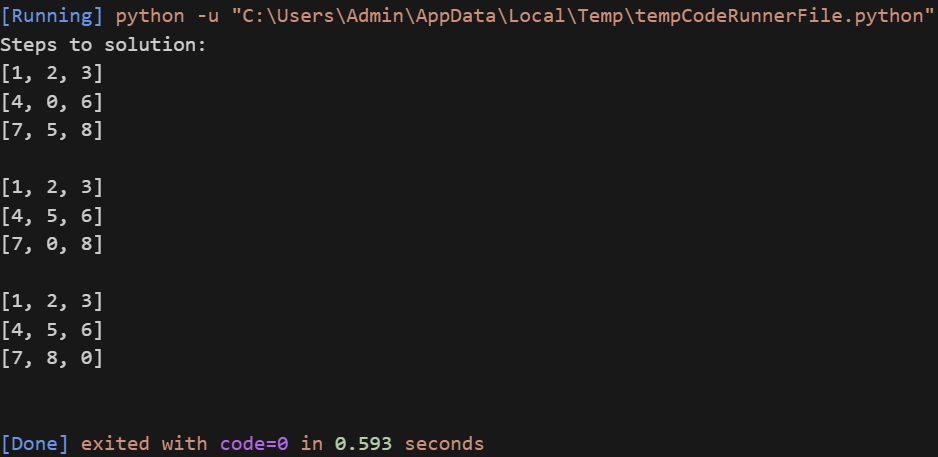 [Running] python -u "C:\Users\Admin\AppData\Local\Temp\tempCodeRunnerFile.python"
Steps to solution:
[1, 2, 3]
[4, 0, 6]
[7, 5, 8]
[1, 2, 3]
[4, 5, 6]
[7, 0, 8]
[1, 2, 3]
[4, 5, 6]
[7, 8, 0]
[Done] exited with code=0 in 0.593 seconds